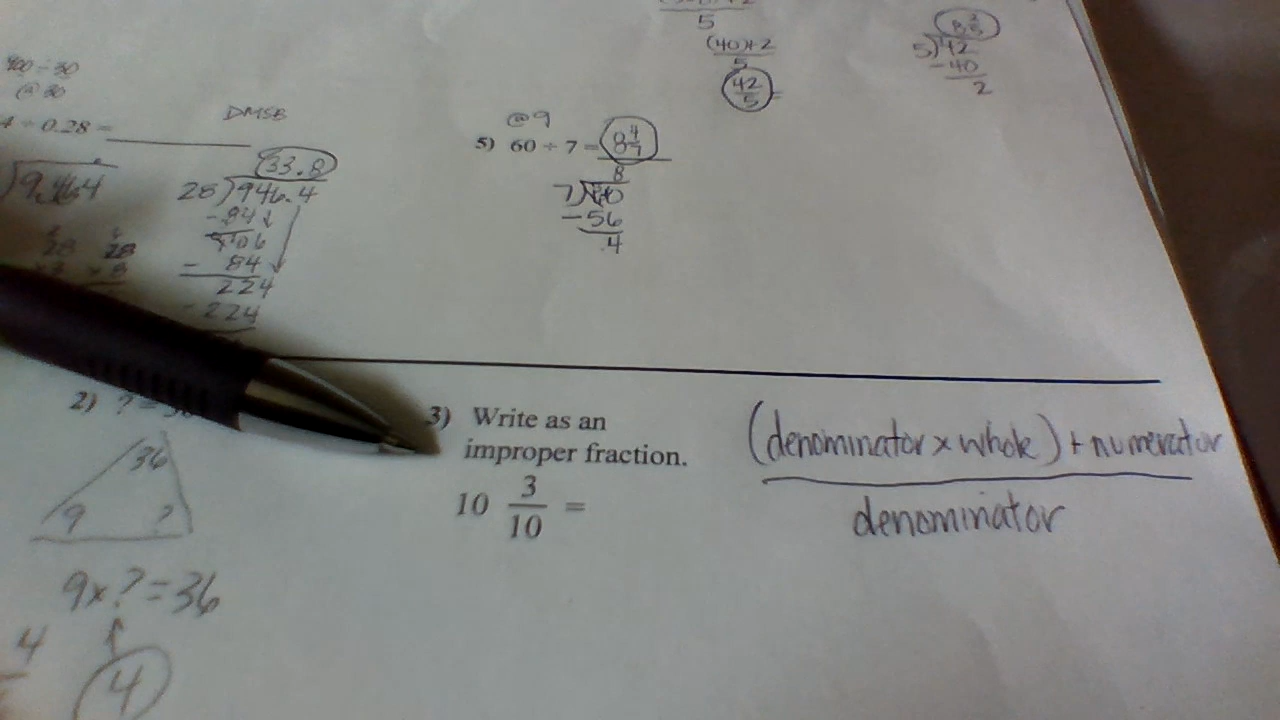 5
(40)+2
5
42
5
=
8 2/5
5)42
-40
2
÷ 0.28 =
DMSB
33.8
9.464
28)946.4
-84
106
- 84
224
- 224
28 28
@9
5) 60 ÷ 7 = 8 4/7
8
7)60
-56
4
2) ? =
36
9 ?
9x?=36
4
4
3) Write as an
improper fraction.
10 3/10 =
(denominator x whole) + numerator
denominator